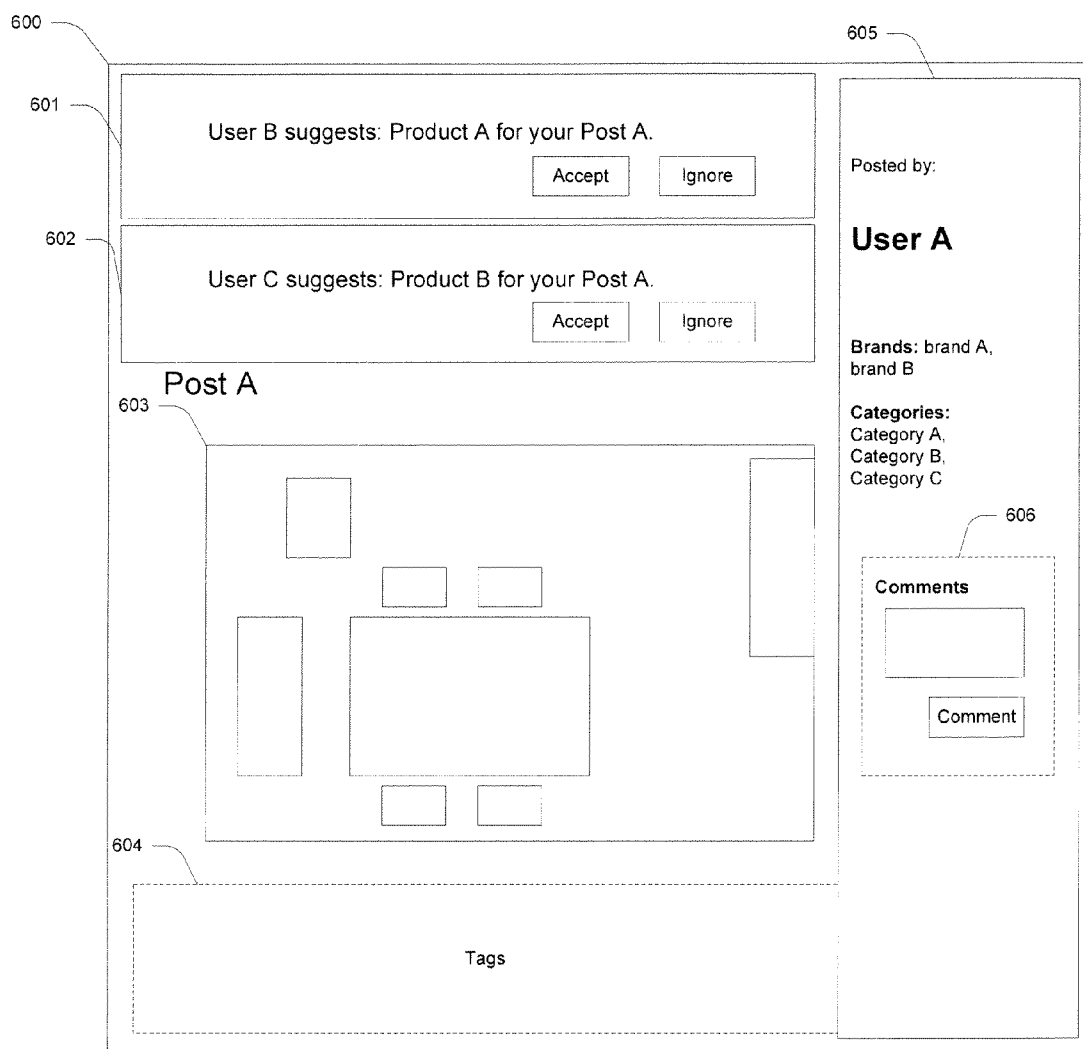 600
605
601
User B suggests: Product A for your Post A.
Accept
Ignore
Posted by:
User A
602
User C suggests: Product B for your Post A.
Accept
Ignore
Brands: brand A,
brand B
Post A
603
Categories:
Category A,
Category B,
Category C
606
Comments
Comment
604
Tags